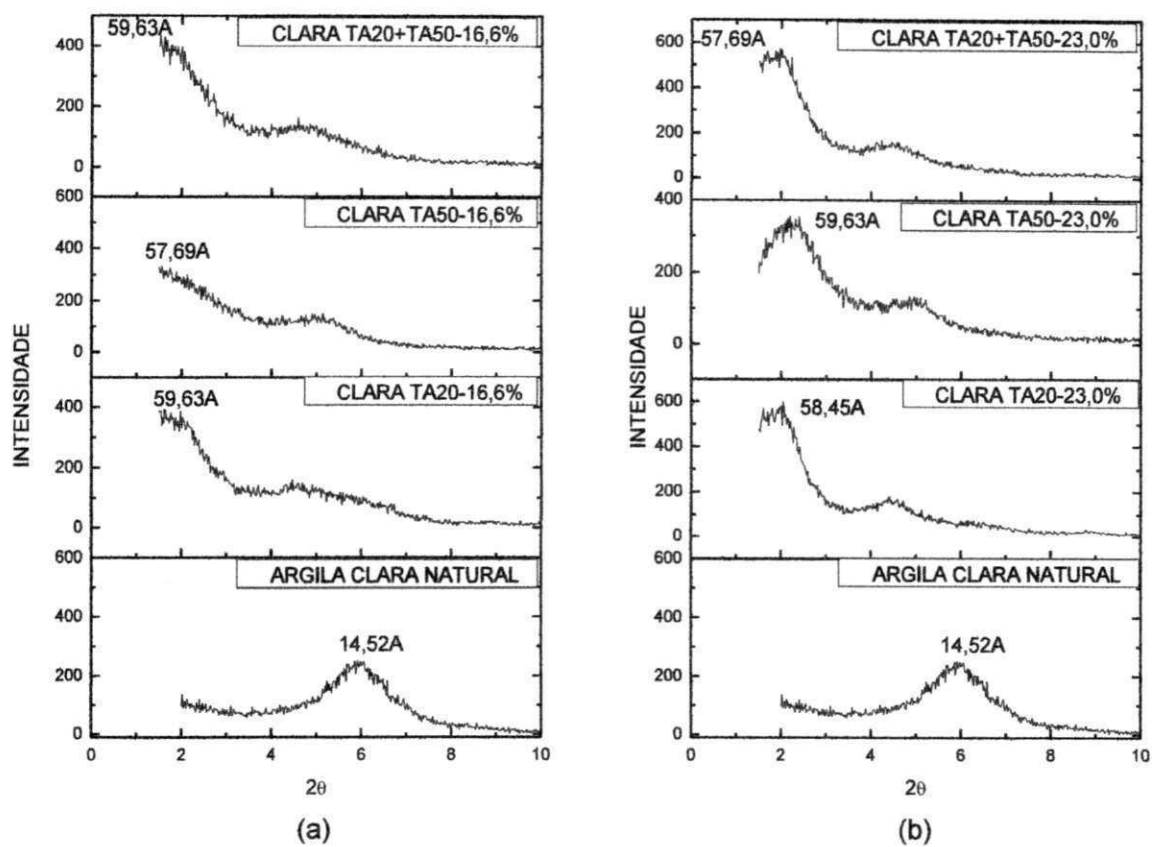 INTENSIDADE
59,63A
CLARA TA20+TA50-16,6%
400
200
0
600
CLARA TA50-16,6%
57,69A
400
200
0
CLARA TA20-16,6%
59,63A
400
200
0
600
ARGILA CLARA NATURAL
14,52A
400
200
0
0 2 4 6 8 10
2θ
(a)
INTENSIDADE
57,69A
CLARA TA20+TA50-23,0%
600
400
200
0
400
CLARA TA50-23,0%
59,63A
200
0
CLARA TA20-23,0%
58,45A
600
400
200
0
600
ARGILA CLARA NATURAL
14,52A
400
200
0
0 2 4 6 8 10
2θ
(b)